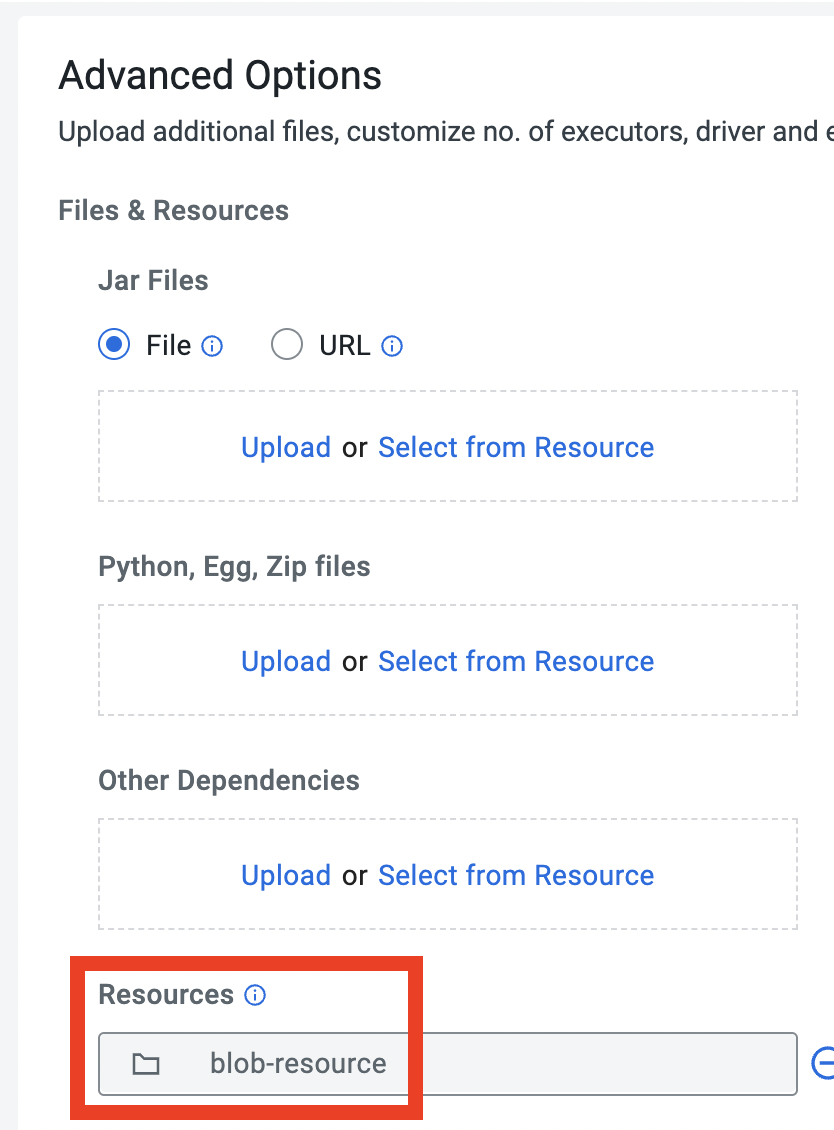 Advanced Options
Upload additional files, customize no. of executors, driver and
Files & Resources
Jar Files
File URL
Upload or Select from Resource
Python, Egg, Zip files
Upload or Select from Resource
Other Dependencies
Upload or Select from Resource
Resources
blob-resource